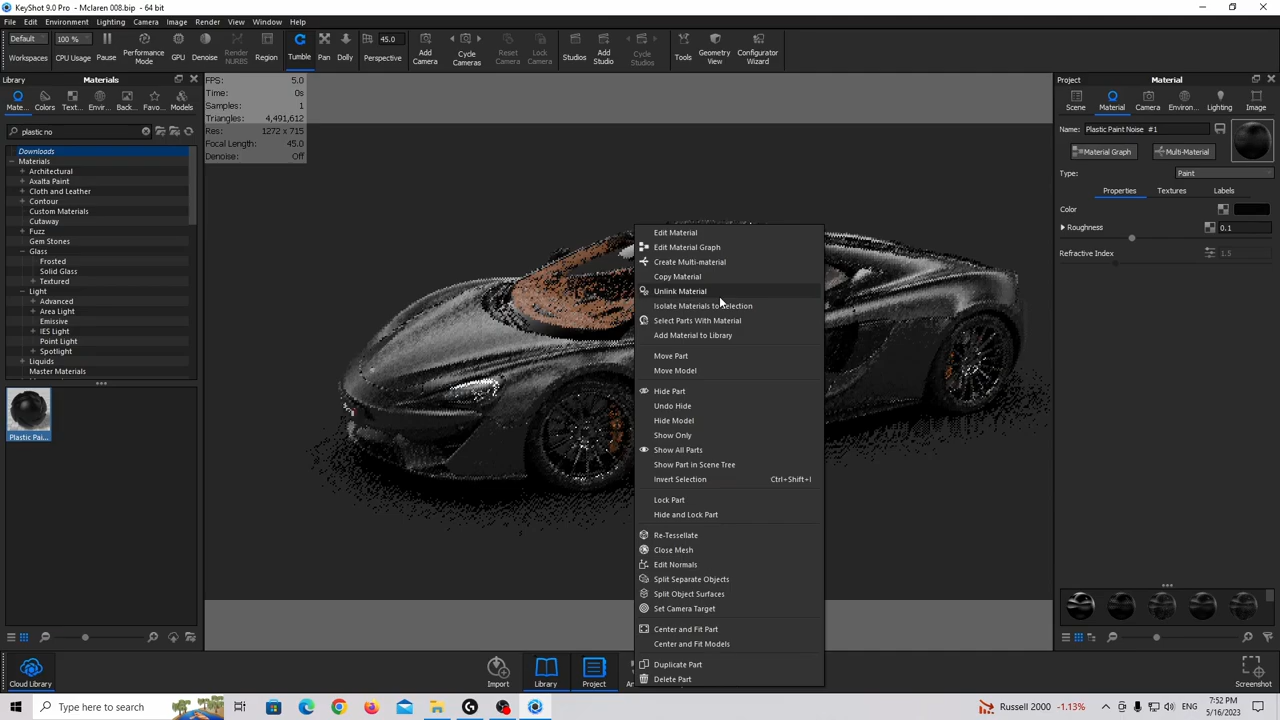 KeyShot 9.0 Pro - Mclaren 008.bip - 64 bit
File Edit Environment Lighting Camera Image Render View Window Help
Default
100 %
45.0
Workspaces CPU Usage Pause Performance Mode GPU Denoise Render NURBS Region Tumble Pan Dolly Perspective Add Camera Cycle Cameras Reset Camera Lock Camera Studios Add Studio Cycle Studios Tools Geometry View Configurator Wizard
Library Materials
Mate... Colors Text... Envir... Back... Favo... Models
plastic no
Downloads
Materials
Architectural
Axalta Paint
Cloth and Leather
Contour
Custom Materials
Cutaway
Fuzz
Gem Stones
Glass
Frosted
Solid Glass
Textured
Light
Advanced
Area Light
Emissive
IES Light
Point Light
Spotlight
Liquids
Master Materials
Plastic Pai...
FPS: 5.0
Time: 0s
Samples: 1
Triangles: 4,491,612
Res: 1272 x 715
Focal Length: 45.0
Denoise: Off
Edit Material
Edit Material Graph
Create Multi-material
Copy Material
Unlink Material
Isolate Materials to Selection
Select Parts With Material
Add Material to Library
Move Part
Move Model
Hide Part
Undo Hide
Hide Model
Show Only
Show All Parts
Show Part in Scene Tree
Invert Selection Ctrl+Shift+I
Lock Part
Hide and Lock Part
Re-Tessellate
Close Mesh
Edit Normals
Split Separate Objects
Split Object Surfaces
Set Camera Target
Center and Fit Part
Center and Fit Models
Duplicate Part
Delete Part
Project Material
Scene Material Camera Environ... Lighting Image
Name: Plastic Paint Noise #1
Material Graph Multi-Material
Type: Paint
Properties Textures Labels
Color
Roughness 0.1
Refractive Index 1.5
Cloud Library Import Library Project Screenshot
Type here to search
Russell 2000 -1.13%
7:52 PM
5/16/2023